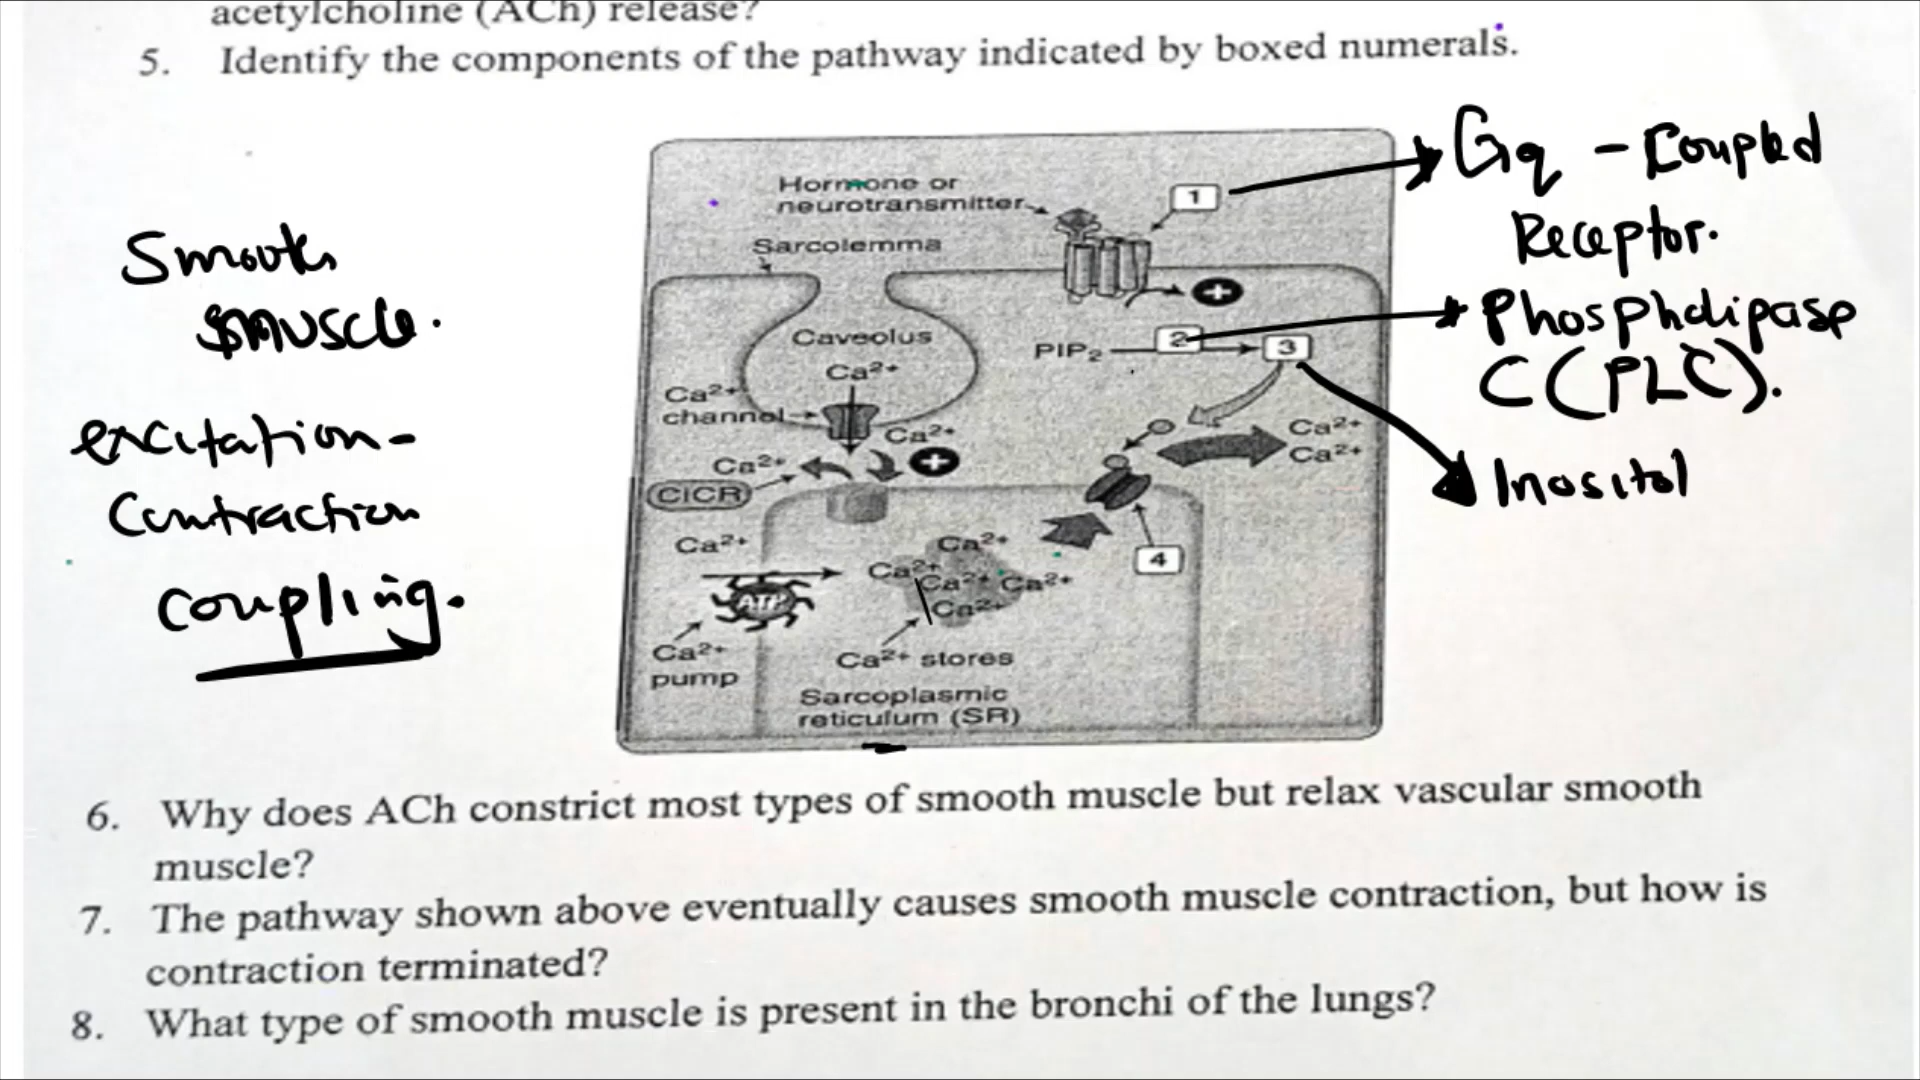 acetylcholine (ACh) release?
5. Identify the components of the pathway indicated by boxed numerals.
Smooth
muscle.
excitation-
Contraction
coupling.
Hormone or
neurotransmitter
1
Sarcolemma
Caveolus
PIP2
2
3
Ca2+
Ca2+
channel
Ca2+
Ca2+
Ca2+
Ca2+
Ca2+
CICR
Ca2+
Ca2+
Ca2+
Ca2+
Ca2+
Ca2+
4
ATP
Ca2+
pump
Ca2+ stores
Sarcoplasmic
reticulum (SR)
Gq - Coupled
Receptor.
Phospholipase
C (PLC).
Inositol
6. Why does ACh constrict most types of smooth muscle but relax vascular smooth
muscle?
7. The pathway shown above eventually causes smooth muscle contraction, but how is
contraction terminated?
8. What type of smooth muscle is present in the bronchi of the lungs?